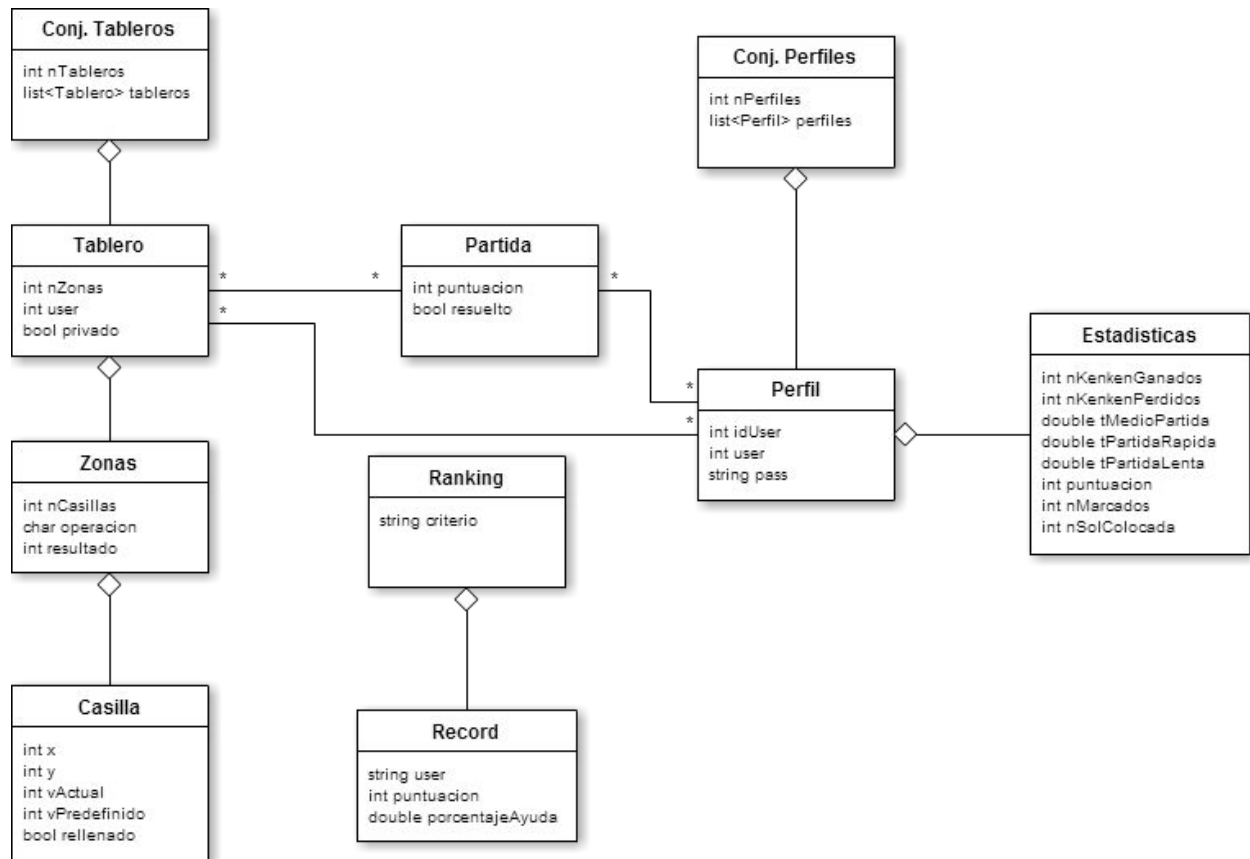 Conj. Tableros
int nTableros
list<Tablero> tableros
Conj. Perfiles
int nPerfiles
list<Perfil> perfiles
Tablero
int nZonas
int user
bool privado
*
*
*
Partida
int puntuacion
bool resuelto
*
*
*
Perfil
int idUser
int user
string pass
Estadisticas
int nKenkenGanados
int nKenkenPerdidos
double tMedioPartida
double tPartidaRapida
double tPartidaLenta
int puntuacion
int nMarcados
int nSolColocada
Zonas
int nCasillas
char operacion
int resultado
Ranking
string criterio
Casilla
int x
int y
int vActual
int vPredefinido
bool rellenado
Record
string user
int puntuacion
double porcentajeAyuda